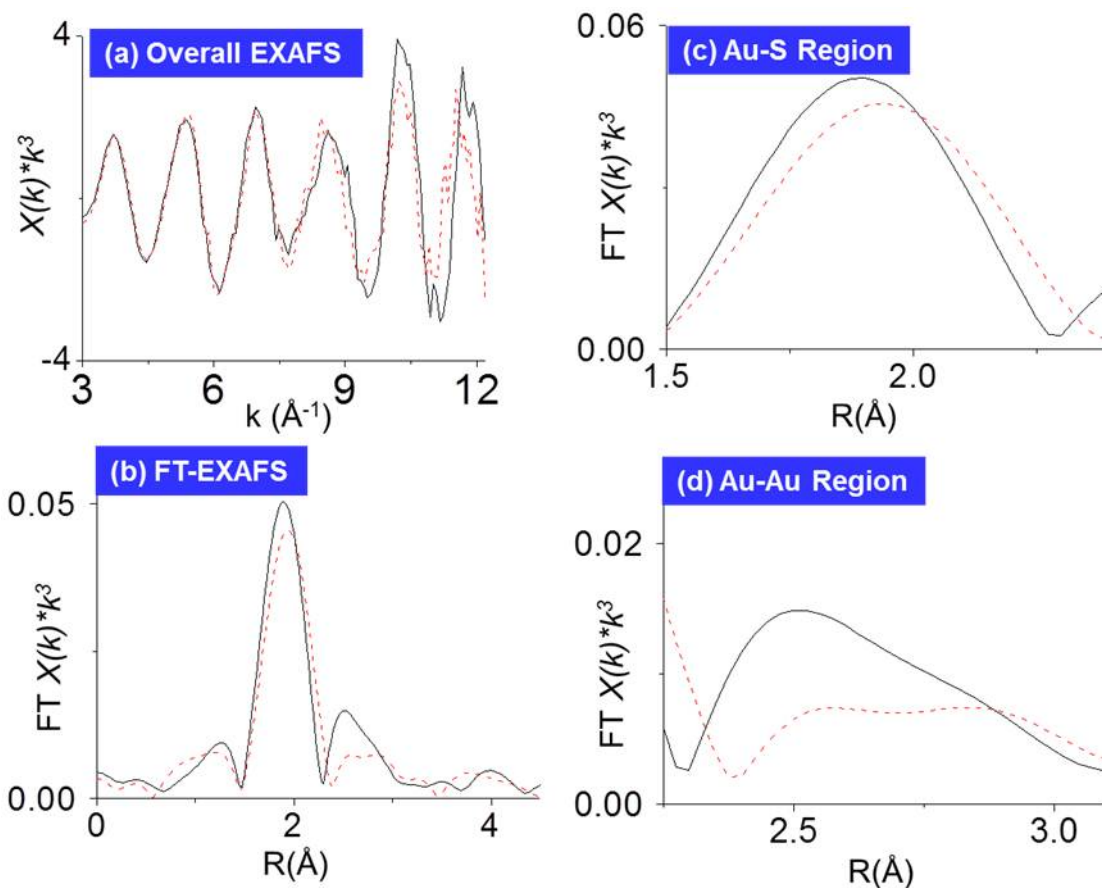 (a) Overall EXAFS
4
X(k)*k³
-4
3 6 9 12
k (Å⁻¹)
(b) FT-EXAFS
0.05
FT X(k)*k³
0.00
0 2 4
R(Å)
(c) Au-S Region
0.06
FT X(k)*k³
0.00
1.5 2.0
R(Å)
(d) Au-Au Region
0.02
FT X(k)*k³
0.00
2.5 3.0
R(Å)